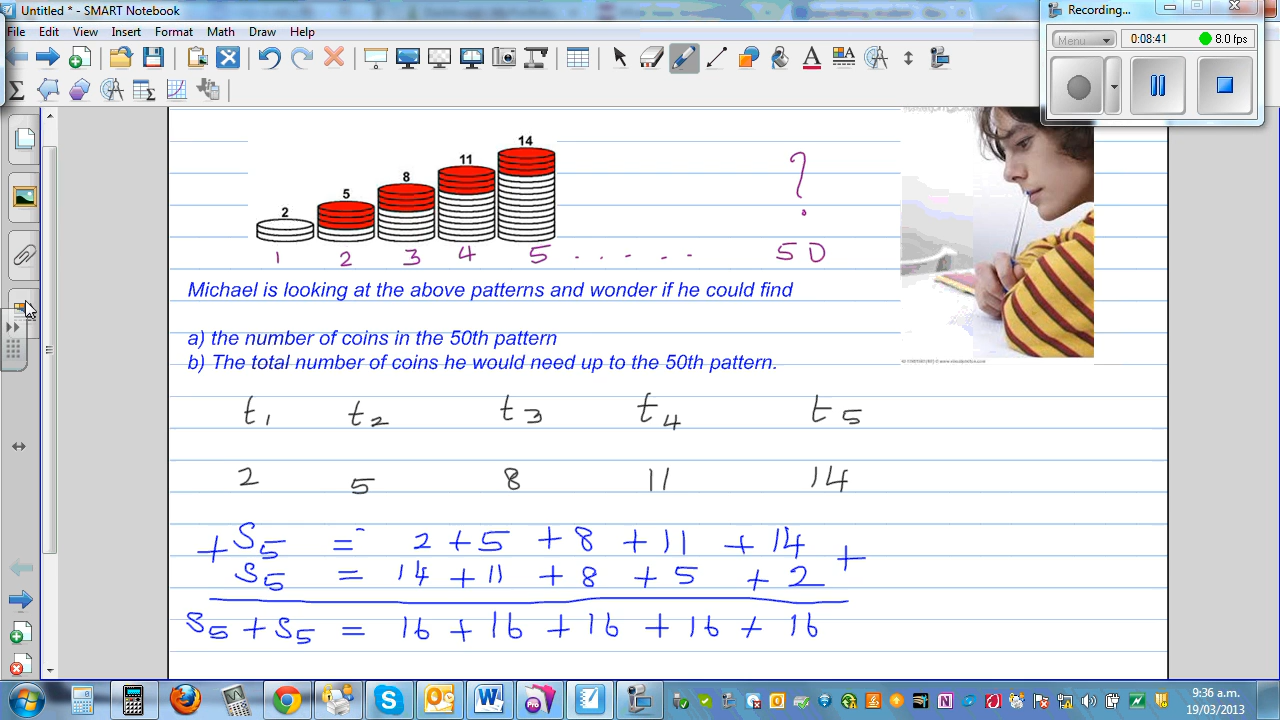 Untitled * - SMART Notebook
Recording...
File Edit View Insert Format Math Draw Help
Menu 0:08:41 8.0 fps
14
11
8
5
2
?
1 2 3 4 5 . . . . . 50
Michael is looking at the above patterns and wonder if he could find
a) the number of coins in the 50th pattern
b) The total number of coins he would need up to the 50th pattern.
t1 t2 t3 t4 t5
2 5 8 11 14
+ S5 = 2 + 5 + 8 + 11 + 14 +
S5 = 14 + 11 + 8 + 5 + 2
S5 + S5 = 16 + 16 + 16 + 16 + 16
9:36 a.m.
19/03/2013